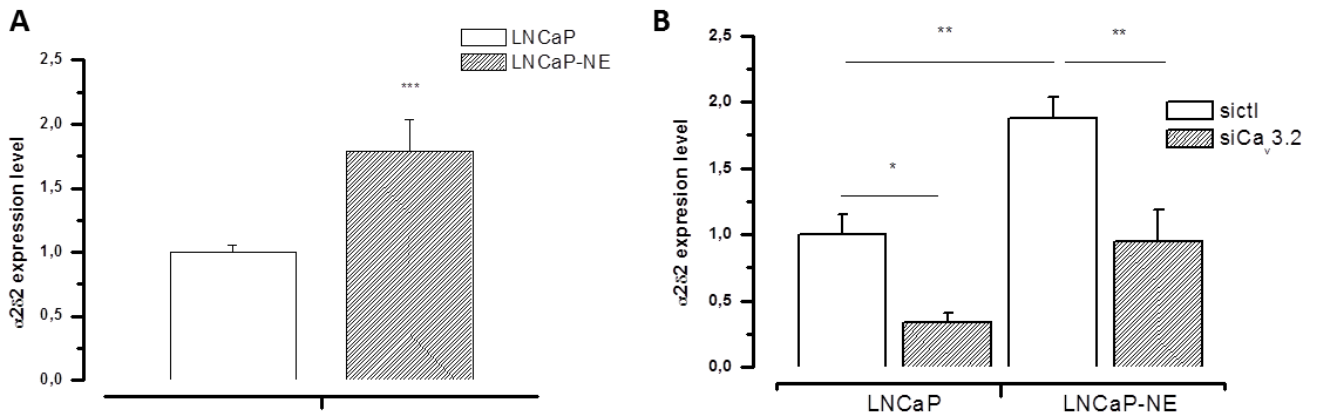 A
LNCaP
LNCaP-NE
2,5
2,0
1,5
1,0
0,5
0,0
α2δ2 expression level
***
B
2,5
2,0
1,5
1,0
0,5
0,0
α2δ2 expresion level
**
**
*
sictl
siCav3.2
LNCaP
LNCaP-NE